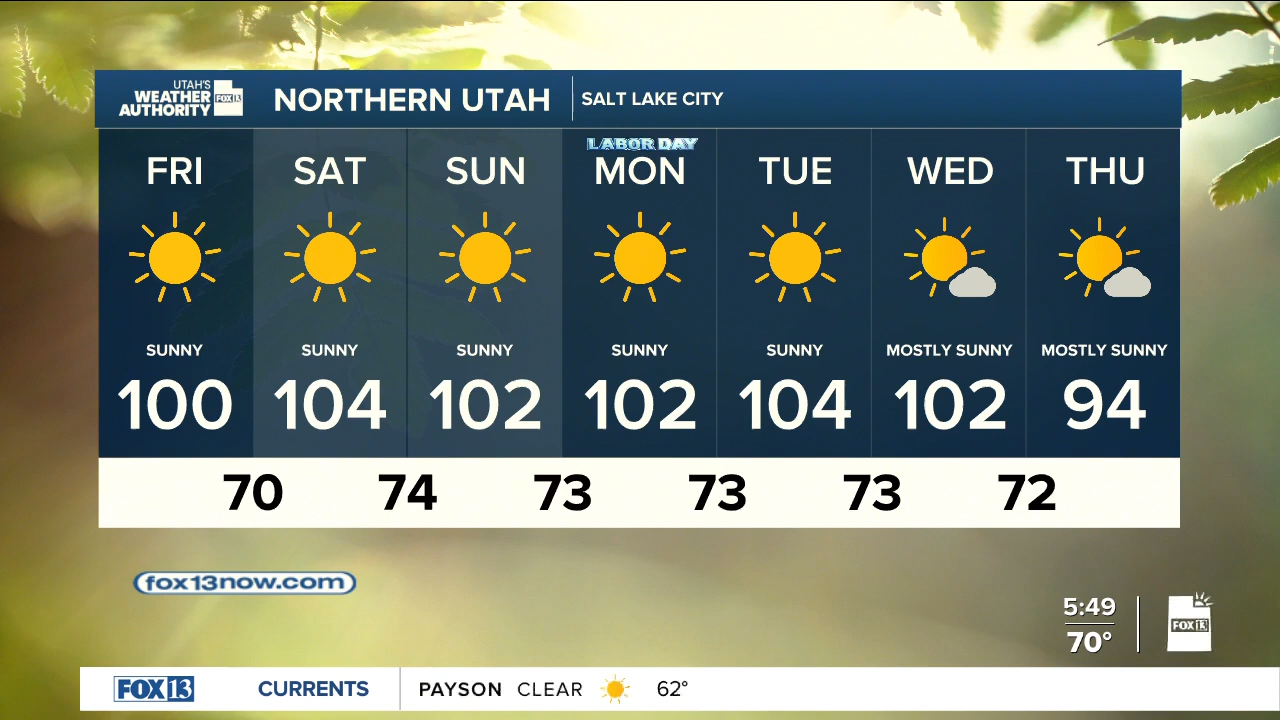 UTAH'S
WEATHER
AUTHORITY
FOX 13
NORTHERN UTAH
SALT LAKE CITY
LABOR DAY
FRI SAT SUN MON TUE WED THU
SUNNY SUNNY SUNNY SUNNY SUNNY MOSTLY SUNNY MOSTLY SUNNY
100 104 102 102 104 102 94
70 74 73 73 73 72
fox13now.com
5:49
70°
FOX 13
FOX 13 CURRENTS PAYSON CLEAR 62°